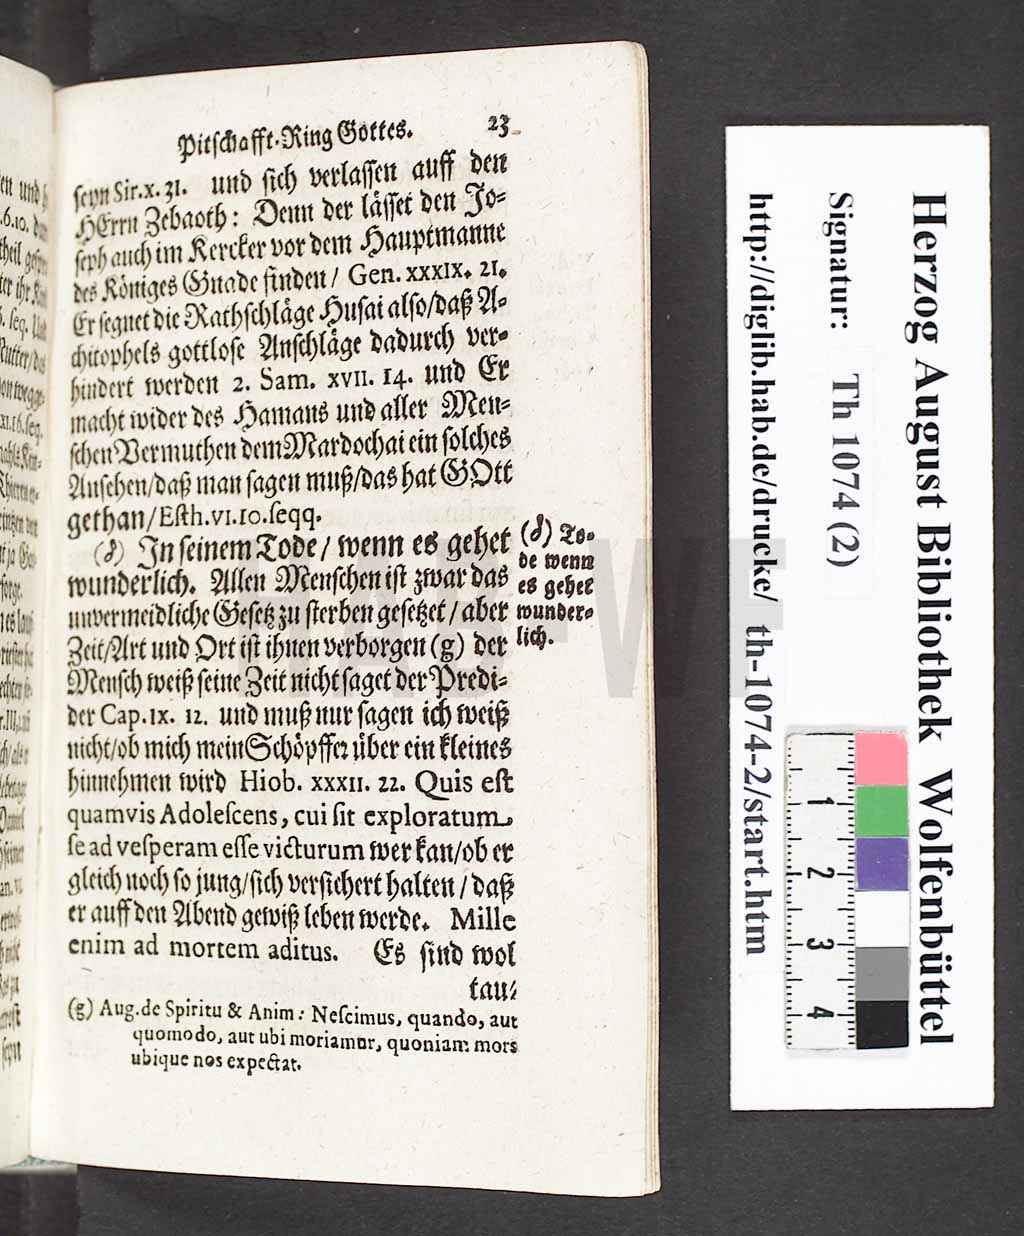 Pitschafft-Ring Gottes. 23
seyn Sir. x. 31. und sich verlassen auff den
HErrn Zebaoth: Denn der lässet den Jo-
seph auch im Kercker vor dem Hauptmanne
des Königes Gnade finden / Gen. xxxix. 21.
Er segnet die Rathschläge Husai also/daß A-
chitophels gottlose Anschläge dadurch ver-
hindert werden 2. Sam. xvii. 14. und Er
macht wider des Hamans und aller Men-
schen Vermuthen dem Mardochai ein solches
Ansehen/daß man sagen muß/das hat GOtt
gethan/Esth. vi. 10. seqq.
(δ) In seinem Tode / wenn es gehet
wunderlich. Allen Menschen ist zwar das
unvermeidliche Gesetz zu sterben gesetzet / aber
Zeit/Art und Ort ist ihnen verborgen (g) der
Mensch weiß seine Zeit nicht saget der Predi-
der Cap. ix. 12. und muß nur sagen ich weiß
nicht/ob mich mein Schöpffer über ein kleines
hinnehmen wird Hiob. xxxii. 22. Quis est
quamvis Adolescens, cui sit exploratum
se ad vesperam esse victurum wer kan/ob er
gleich noch so jung/sich versichert halten / daß
er auff den Abend gewiß leben werde. Mille
enim ad mortem aditus. Es sind wol
tau-
(δ) To-
de wenn
es gehet
wunder-
lich.
(g) Aug. de Spiritu & Anim: Nescimus, quando, aut
quomodo, aut ubi moriamur, quoniam mors
ubique nos expectat.
Herzog August Bibliothek Wolfenbüttel
Signatur: Th 1074 (2)
http://diglib.hab.de/drucke/ th-1074-2/start.htm
1
2
3
4